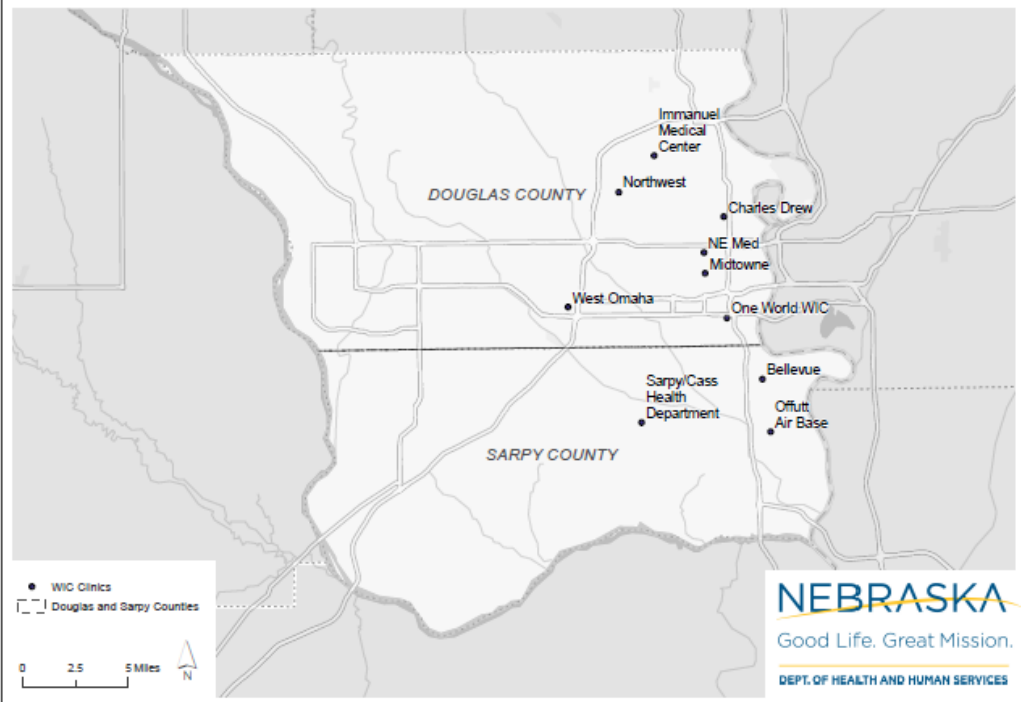 Immanuel
Medical
Center
DOUGLAS COUNTY
Northwest
Charles Drew
NE Med
Midtowne
West Omaha
One World WIC
Bellevue
Sarpy/Cass
Health
Department
Offutt
Air Base
SARPY COUNTY
WIC Clinics
Douglas and Sarpy Counties
0 2.5 5 Miles
N
NEBRASKA
Good Life. Great Mission.
DEPT. OF HEALTH AND HUMAN SERVICES